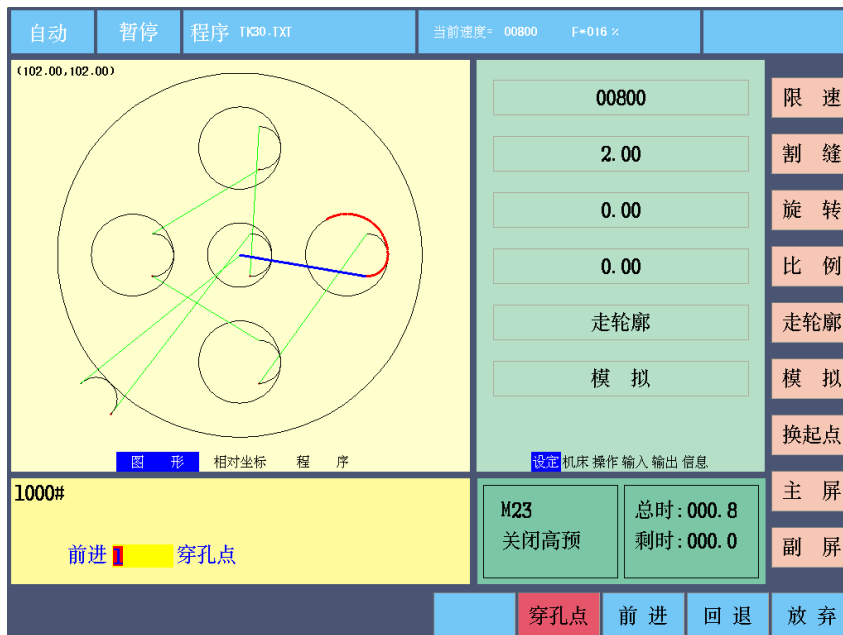 自动 暂停 程序 TK30.TXT 当前速度= 00800 F*016 %
(102.00,102.00)
00800
2.00
0.00
0.00
走轮廓
模 拟
图 形 相对坐标 程 序
设定 机床 操作 输入 输出 信息
限 速
割 缝
旋 转
比 例
走轮廓
模 拟
换起点
主 屏
副 屏
1000#
前进 1 穿孔点
M23
关闭高预
总时:000.8
剩时:000.0
穿孔点 前 进 回 退 放 弃